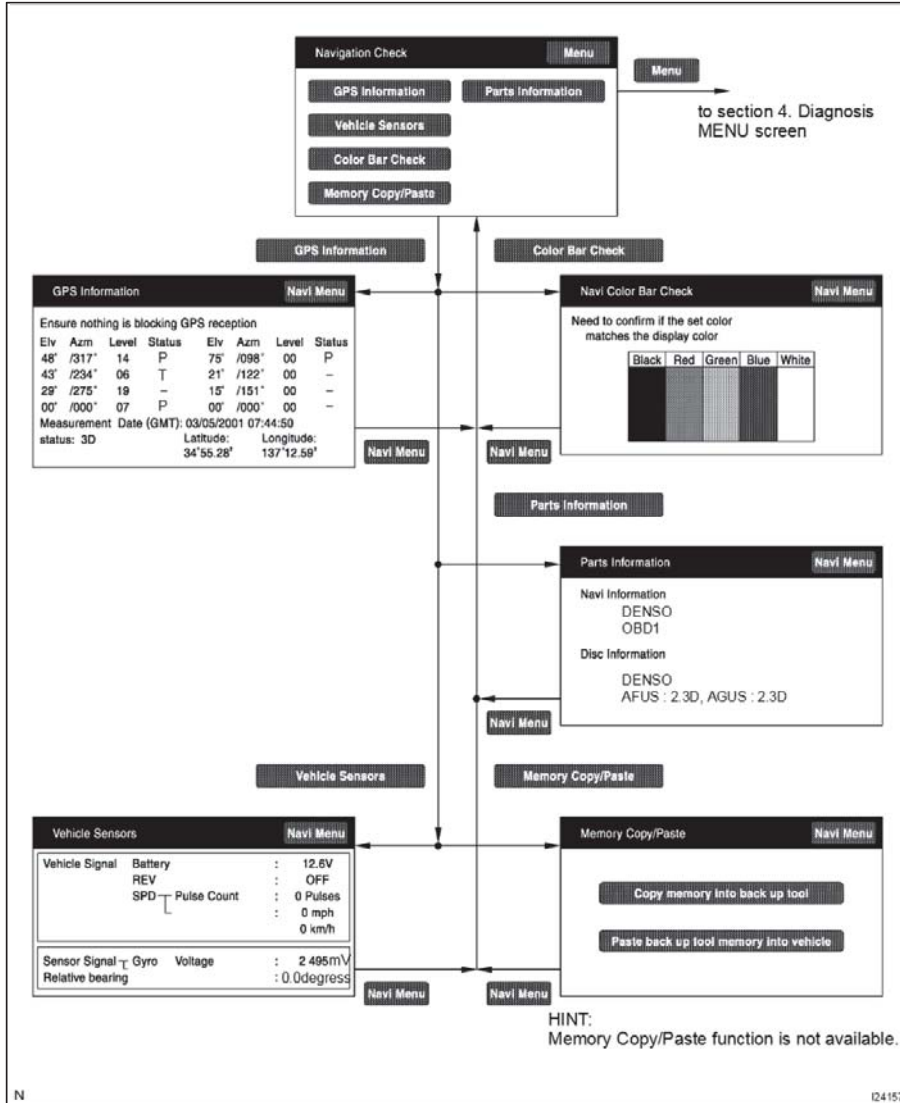 Navigation Check Menu
GPS Information Parts Information
Vehicle Sensors
Color Bar Check
Memory Copy/Paste
Menu
to section 4. Diagnosis
MENU screen
GPS Information
Color Bar Check
GPS Information Navi Menu
Ensure nothing is blocking GPS reception
Elv Azm Level Status Elv Azm Level Status
48° /317° 14 P 75° /098° 00 P
43° /234° 06 T 21° /122° 00 –
29° /275° 19 – 15° /151° 00 –
00° /000° 07 P 00° /000° 00 –
Measurement Date (GMT): 03/05/2001 07:44:50
status: 3D Latitude: Longitude:
34°55.28' 137°12.59'
Navi Menu
Navi Color Bar Check Navi Menu
Need to confirm if the set color
matches the display color
Black Red Green Blue White
Navi Menu
Parts Information
Parts Information Navi Menu
Navi Information
DENSO
OBD1
Disc Information
DENSO
AFUS : 2.3D, AGUS : 2.3D
Navi Menu
Vehicle Sensors
Memory Copy/Paste
Vehicle Sensors Navi Menu
Vehicle Signal Battery : 12.6V
REV : OFF
SPD Pulse Count : 0 Pulses
: 0 mph
0 km/h
Sensor Signal Gyro Voltage : 2 495mV
Relative bearing : 0.0degress
Navi Menu
Memory Copy/Paste Navi Menu
Copy memory into back up tool
Paste back up tool memory into vehicle
Navi Menu
HINT:
Memory Copy/Paste function is not available.
N
I24157